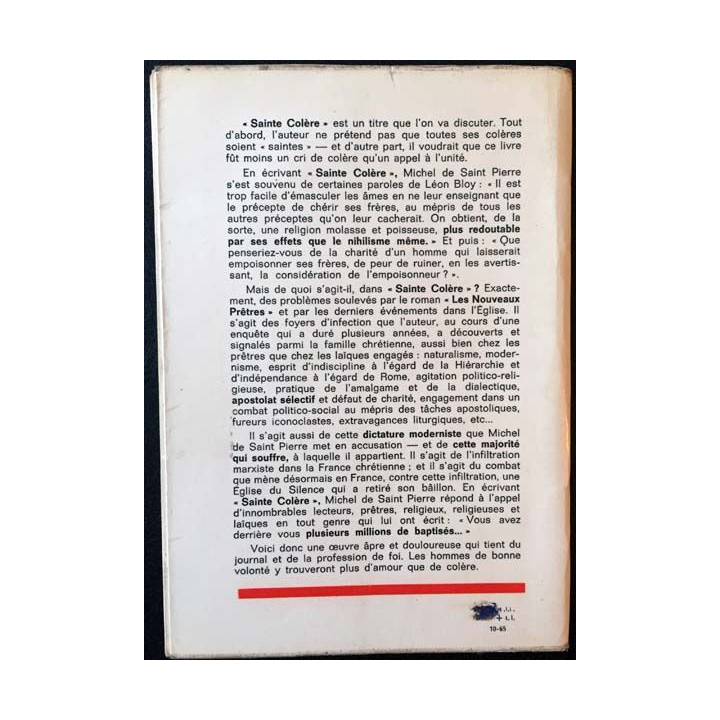 « Sainte Colère » est un titre que l'on va discuter. Tout
d'abord, l'auteur ne prétend pas que toutes ses colères
soient « saintes » — et d'autre part, il voudrait que ce livre
fût moins un cri de colère qu'un appel à l'unité.
En écrivant « Sainte Colère », Michel de Saint Pierre
s'est souvenu de certaines paroles de Léon Bloy : « Il est
trop facile d'émasculer les âmes en ne leur enseignant que
le précepte de chérir ses frères, au mépris de tous les
autres préceptes qu'on leur cacherait. On obtient, de la
sorte, une religion molasse et poisseuse, plus redoutable
par ses effets que le nihilisme même. » Et puis : « Que
penseriez-vous de la charité d'un homme qui laisserait
empoisonner ses frères, de peur de ruiner, en les avertis-
sant, la considération de l'empoisonneur ? ».
Mais de quoi s'agit-il, dans « Sainte Colère » ? Exacte-
ment, des problèmes soulevés par le roman « Les Nouveaux
Prêtres » et par les derniers événements dans l'Église. Il
s'agit des foyers d'infection que l'auteur, au cours d'une
enquête qui a duré plusieurs années, a découverts et
signalés parmi la famille chrétienne, aussi bien chez les
prêtres que chez les laïques engagés : naturalisme, moder-
nisme, esprit d'indiscipline à l'égard de la Hiérarchie et
d'indépendance à l'égard de Rome, agitation politico-reli-
gieuse, pratique de l'amalgame et de la dialectique,
apostolat sélectif et défaut de charité, engagement dans un
combat politico-social au mépris des tâches apostoliques,
fureurs iconoclastes, extravagances liturgiques, etc...
Il s'agit aussi de cette dictature moderniste que Michel
de Saint Pierre met en accusation — et de cette majorité
qui souffre, à laquelle il appartient. Il s'agit de l'infiltration
marxiste dans la France chrétienne ; et il s'agit du combat
que mène désormais en France, contre cette infiltration, une
Église du Silence qui a retiré son bâillon. En écrivant
« Sainte Colère », Michel de Saint Pierre répond à l'appel
d'innombrables lecteurs, prêtres, religieux, religieuses et
laïques en tout genre qui lui ont écrit : « Vous avez
derrière vous plusieurs millions de baptisés... »
Voici donc une œuvre âpre et douloureuse qui tient du
journal et de la profession de foi. Les hommes de bonne
volonté y trouveront plus d'amour que de colère.
+ t.l.
10-65